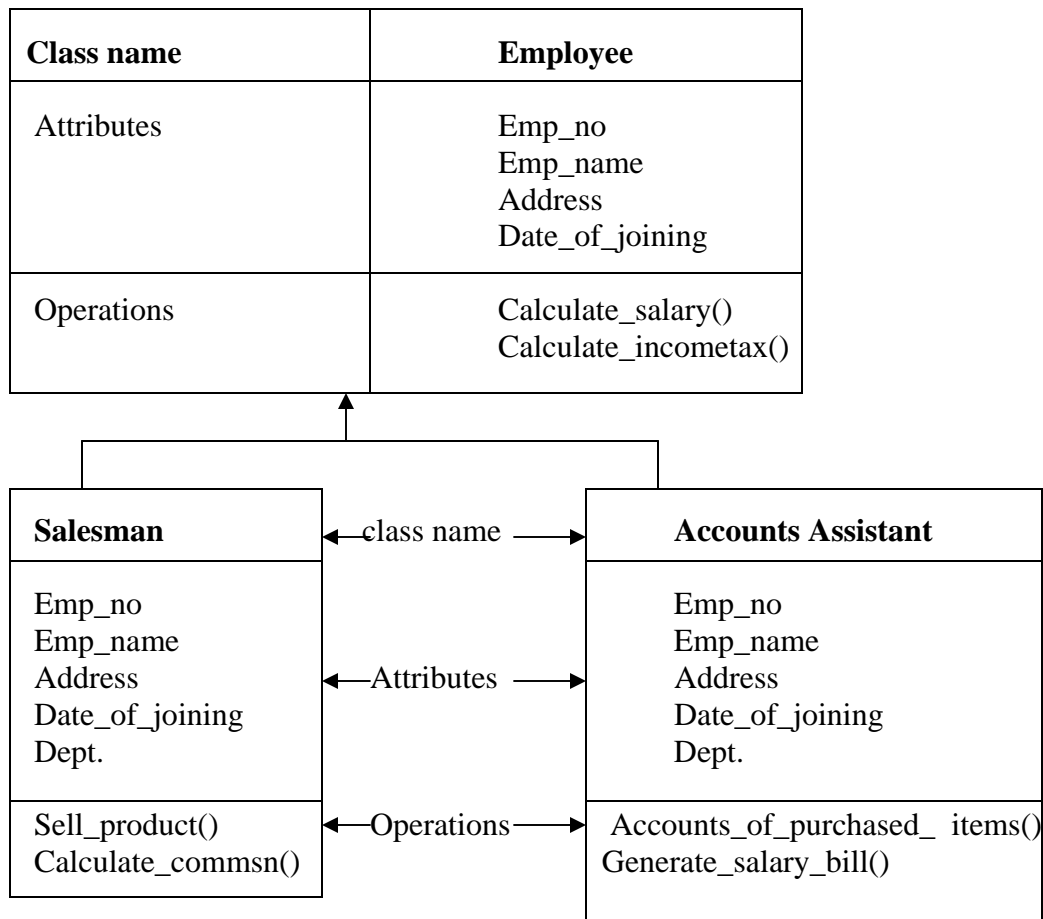 Class name Employee
Attributes Emp_no
Emp_name
Address
Date_of_joining
Operations Calculate_salary()
Calculate_incometax()
Salesman
Emp_no
Emp_name
Address
Date_of_joining
Dept.
Sell_product()
Calculate_commsn()
class name
Attributes
Operations
Accounts Assistant
Emp_no
Emp_name
Address
Date_of_joining
Dept.
Accounts_of_purchased_ items()
Generate_salary_bill()